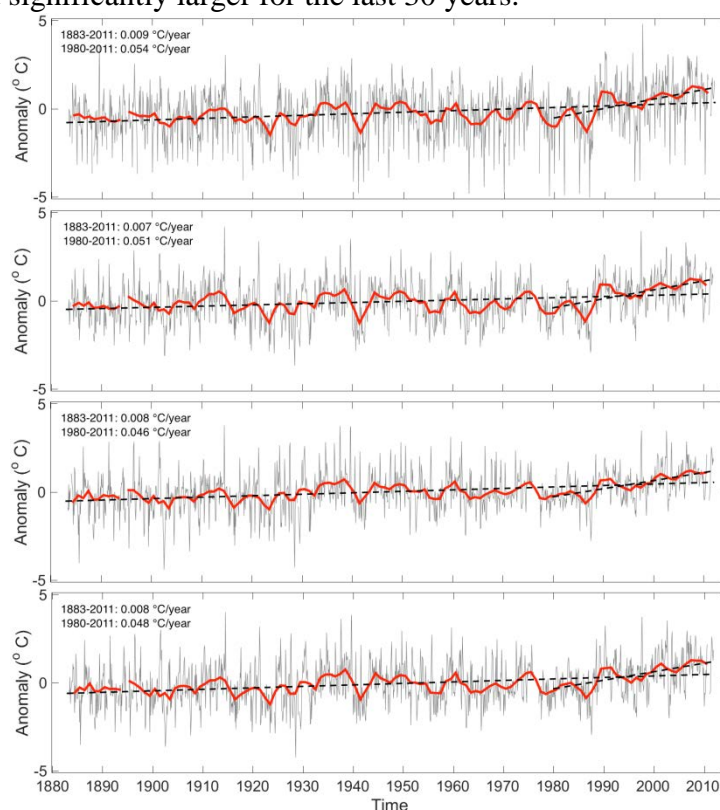 significantly larger for the last 30 years.
5
1883-2011: 0.009 °C/year
1980-2011: 0.054 °C/year
Anomaly (° C)
0
-5
5
1883-2011: 0.007 °C/year
1980-2011: 0.051 °C/year
Anomaly (° C)
0
-5
5
1883-2011: 0.008 °C/year
1980-2011: 0.046 °C/year
Anomaly (° C)
0
-5
5
1883-2011: 0.008 °C/year
1980-2011: 0.048 °C/year
Anomaly (° C)
0
-5
1880 1890 1900 1910 1920 1930 1940 1950 1960 1970 1980 1990 2000 2010
Time